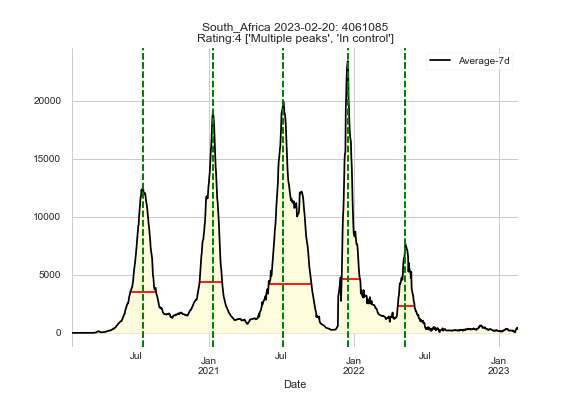 South_Africa 2023-02-20: 4061085
Rating:4 ['Multiple peaks', 'In control']
Average-7d
20000
15000
10000
5000
0
Jul
Jan
2021
Jul
Jan
2022
Jul
Jan
2023
Date